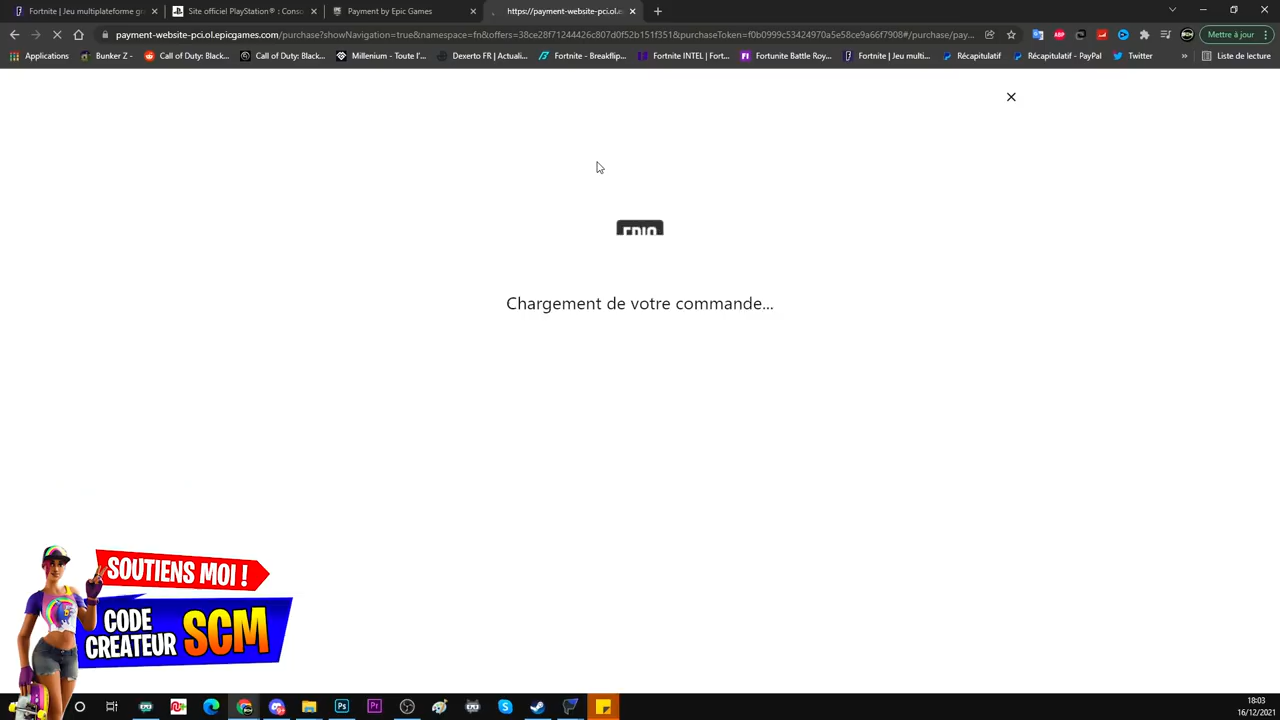 Fortnite | Jeu multiplateforme gr
Site officiel PlayStation® : Conso
Payment by Epic Games
https://payment-website-pci.ol.e
payment-website-pci.ol.epicgames.com/purchase?showNavigation=true&namespace=fn&offers=38ce28f71244426c807d0f52b151f351&purchaseToken=f0b0999c53424970a5e58ce9a66f7908#/purchase/pay...
Mettre à jour
Applications
Bunker Z -
Call of Duty: Black...
Call of Duty: Black...
Millenium - Toute l'...
Dexerto FR | Actuali...
Fortnite - Breakflip...
Fortnite INTEL | Fort...
Fortunite Battle Roy...
Fortnite | Jeu multi...
Récapitulatif
Récapitulatif - PayPal
Twitter
»
Liste de lecture
EPIC
Chargement de votre commande...
SOUTIENS MOI !
CODE
CREATEUR SCM
18:03
16/12/2021